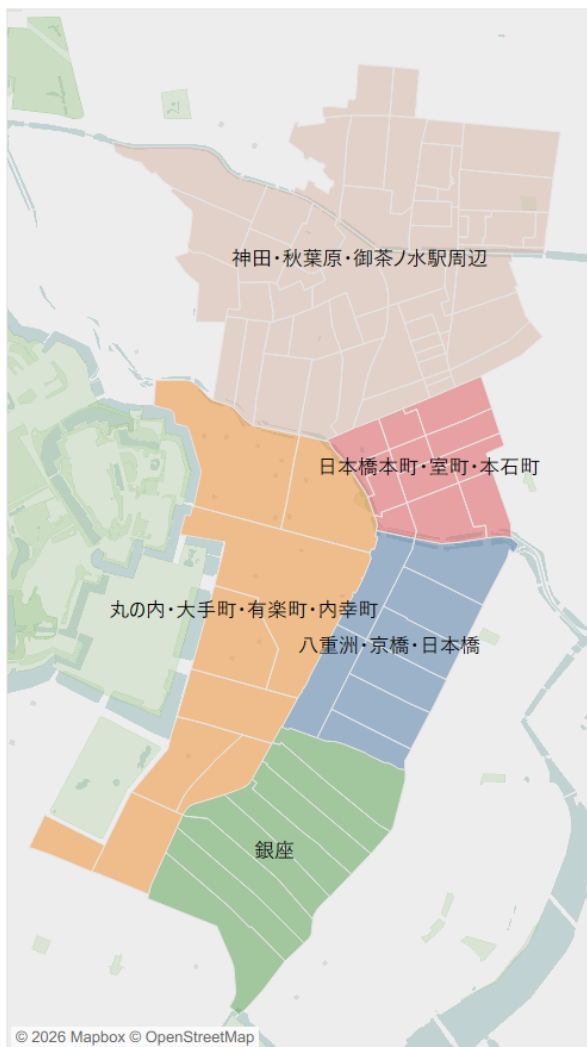 神田・秋葉原・御茶ノ水駅周辺
日本橋本町・室町・本石町
丸の内・大手町・有楽町・内幸町
八重洲・京橋・日本橋
銀座
© 2026 Mapbox © OpenStreetMap